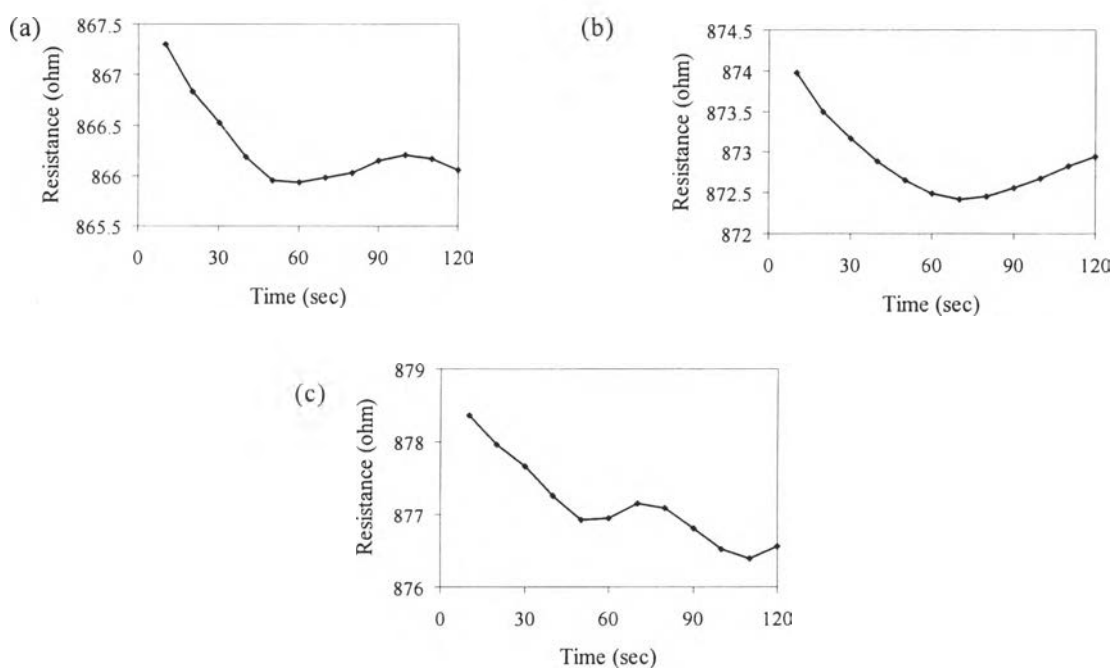 (a)
867.5
867
866.5
866
865.5
Resistance (ohm)
0 30 60 90 120
Time (sec)
(b)
874.5
874
873.5
873
872.5
872
Resistance (ohm)
0 30 60 90 120
Time (sec)
(c)
879
878
877
876
Resistance (ohm)
0 30 60 90 120
Time (sec)